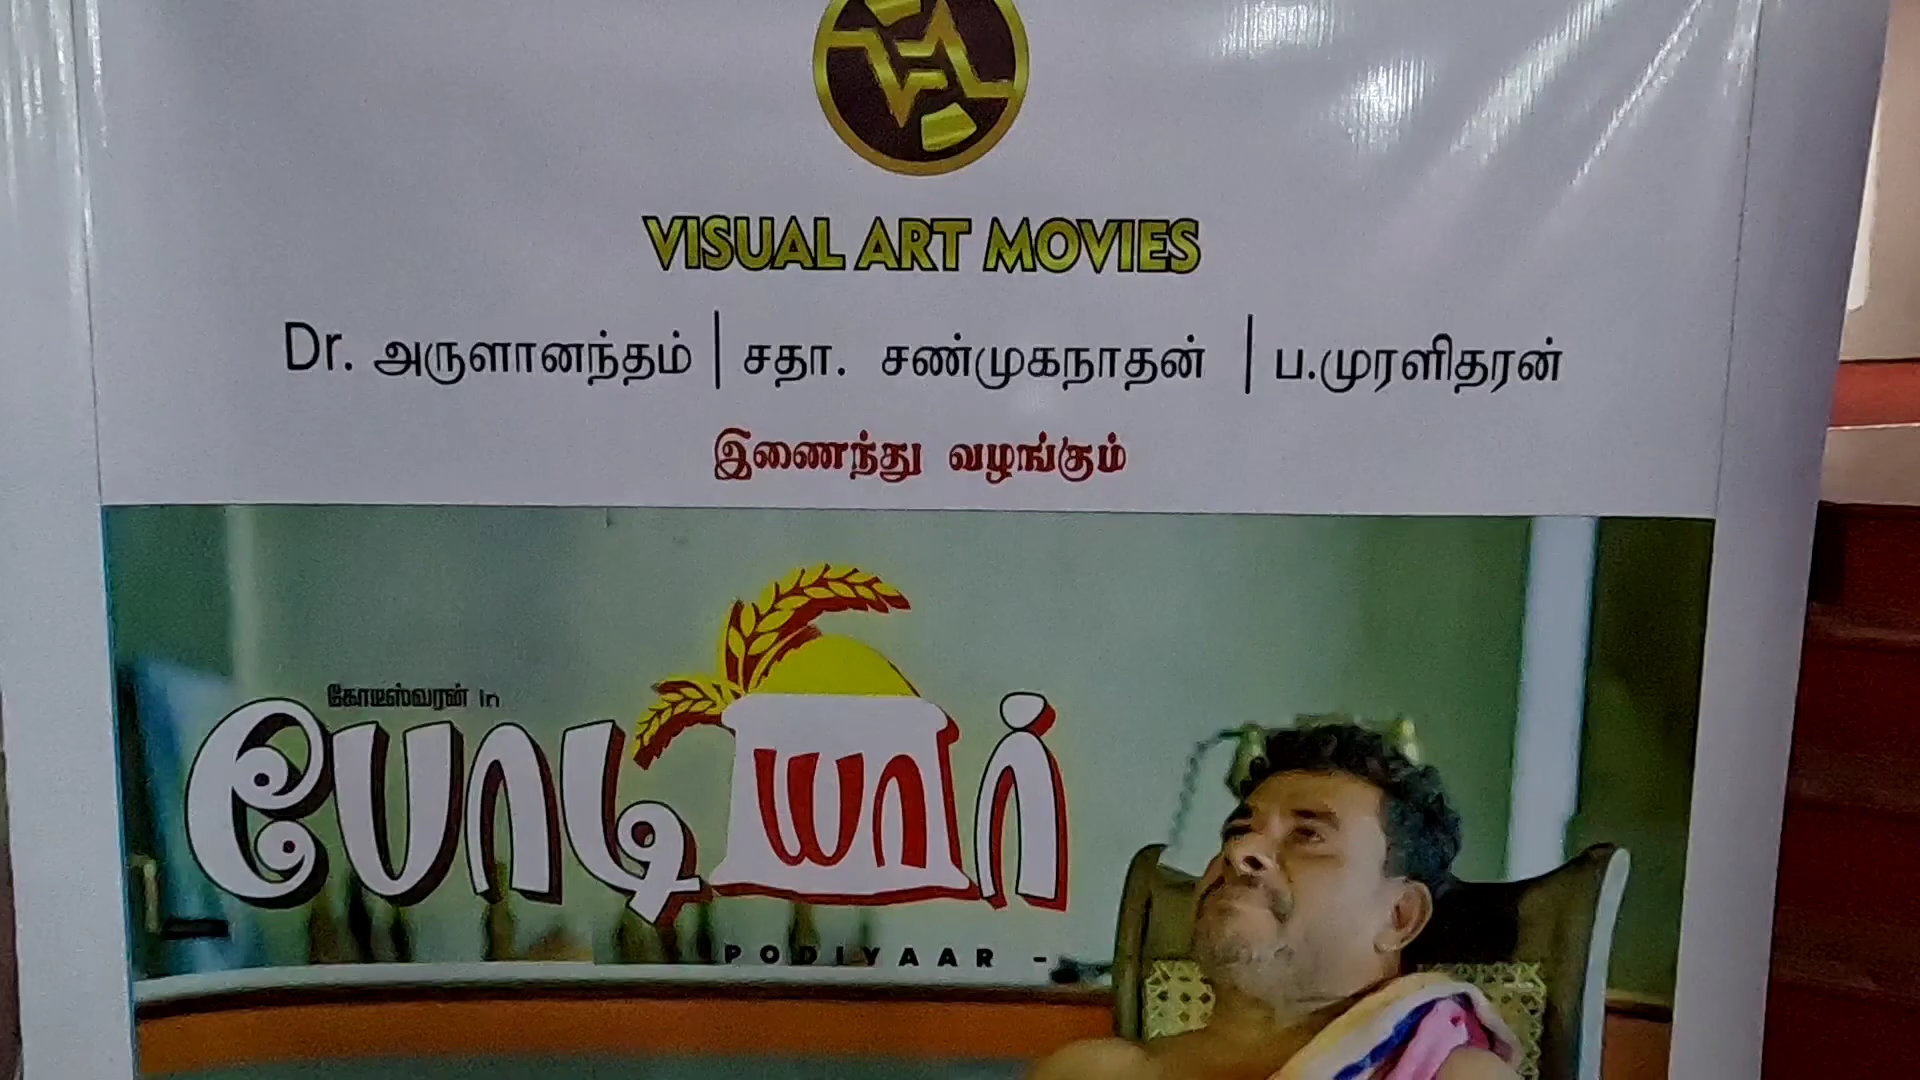 VISUAL ART MOVIES
Dr. அருளானந்தம் | சதா. சண்முகநாதன் | ப.முரளிதரன்
இணைந்து வழங்கும்
கோடீஸ்வரன் in
போடியார்
PODIYAAR -